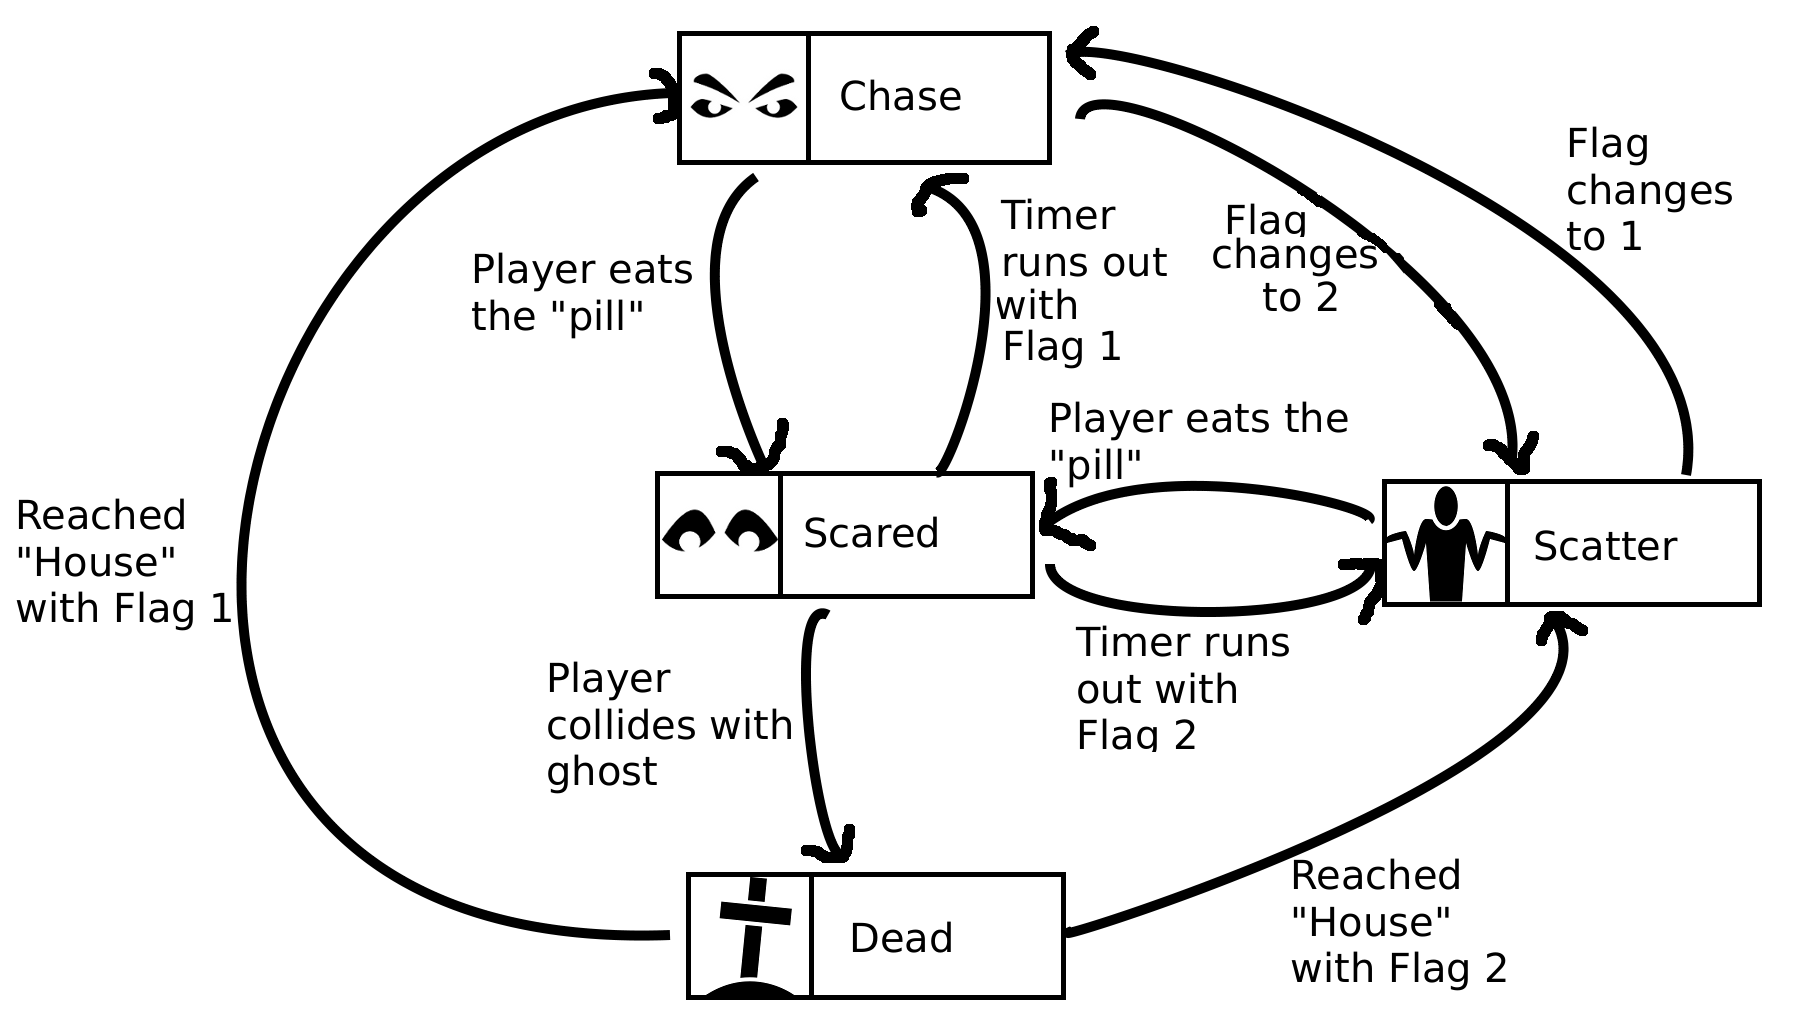 Chase
Flag
changes
to 1
Timer
runs out
with
Flag 1
Flag
changes
to 2
Player eats
the "pill"
Player eats the
"pill"
Scared
Scatter
Reached
"House"
with Flag 1
Timer runs
out with
Flag 2
Player
collides with
ghost
Dead
Reached
"House"
with Flag 2